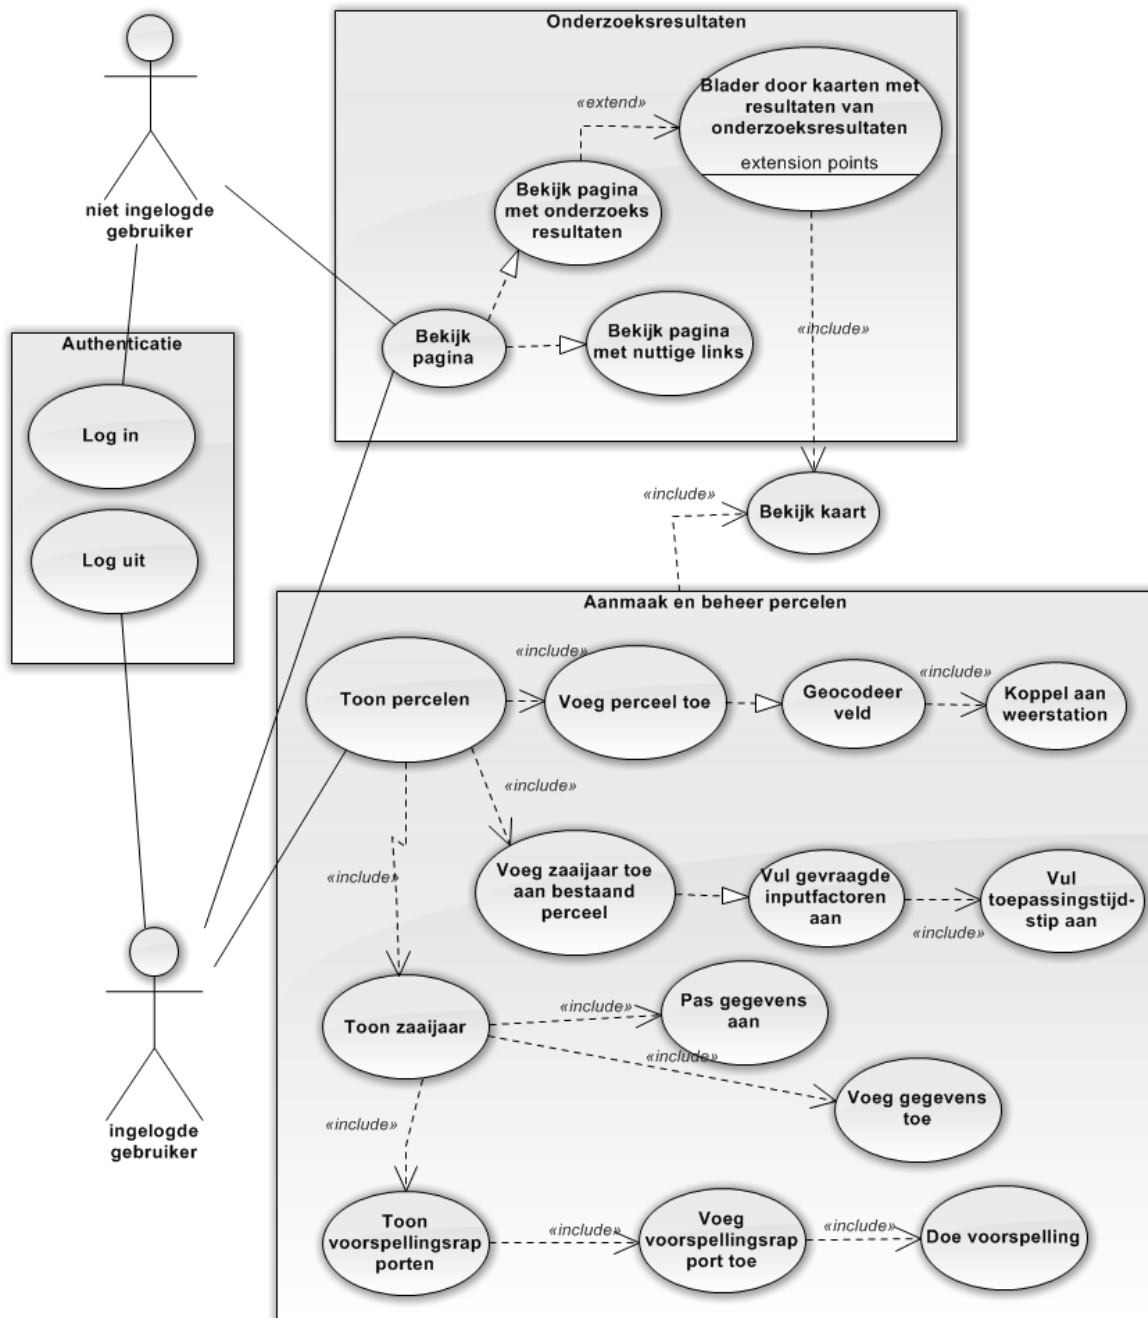 Onderzoeksresultaten
Blader door kaarten met
resultaten van
onderzoeksresultaten
extension points
«extend»
Bekijk pagina
met onderzoeks
resultaten
niet ingelogde
gebruiker
Bekijk
pagina
Bekijk pagina
met nuttige links
«include»
Authenticatie
Log in
Log uit
«include»
Bekijk kaart
Aanmaak en beheer percelen
Toon percelen
«include»
Voeg perceel toe
Geocodeer
veld
«include»
Koppel aan
weerstation
«include»
«include»
Voeg zaaijaar toe
aan bestaand
perceel
Vul gevraagde
inputfactoren
aan
«include»
Vul
toepassingstijd-
stip aan
Toon zaaijaar
«include»
Pas gegevens
aan
«include»
Voeg gegevens
toe
ingelogde
gebruiker
«include»
Toon
voorspellingsrap
porten
«include»
Voeg
voorspellingsrap
port toe
«include»
Doe voorspelling